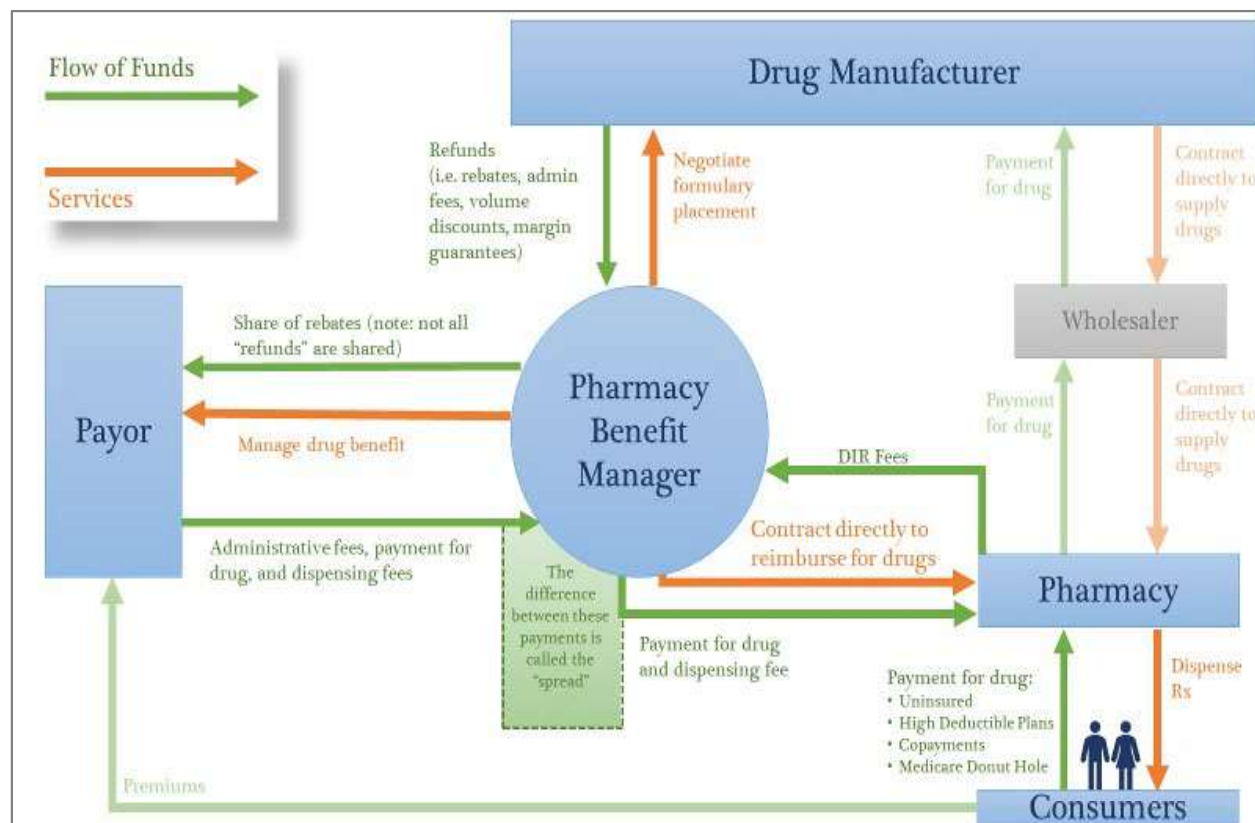 Flow of Funds
Services
Drug Manufacturer
Refunds
(i.e. rebates, admin
fees, volume
discounts, margin
guarantees)
Negotiate
formulary
placement
Payment
for drug
Contract
directly to
supply
drugs
Wholesaler
Share of rebates (note: not all
"refunds" are shared)
Payor
Manage drug benefit
Pharmacy
Benefit
Manager
Payment
for drug
Contract
directly to
supply
drugs
DIR Fees
Administrative fees, payment for
drug, and dispensing fees
Contract directly to
reimburse for drugs
The
difference
between these
payments is
called the
"spread"
Pharmacy
Payment for drug
and dispensing fee
Payment for drug:
• Uninsured
• High Deductible Plans
• Copayments
• Medicare Donut Hole
Dispense
Rx
Premiums
Consumers